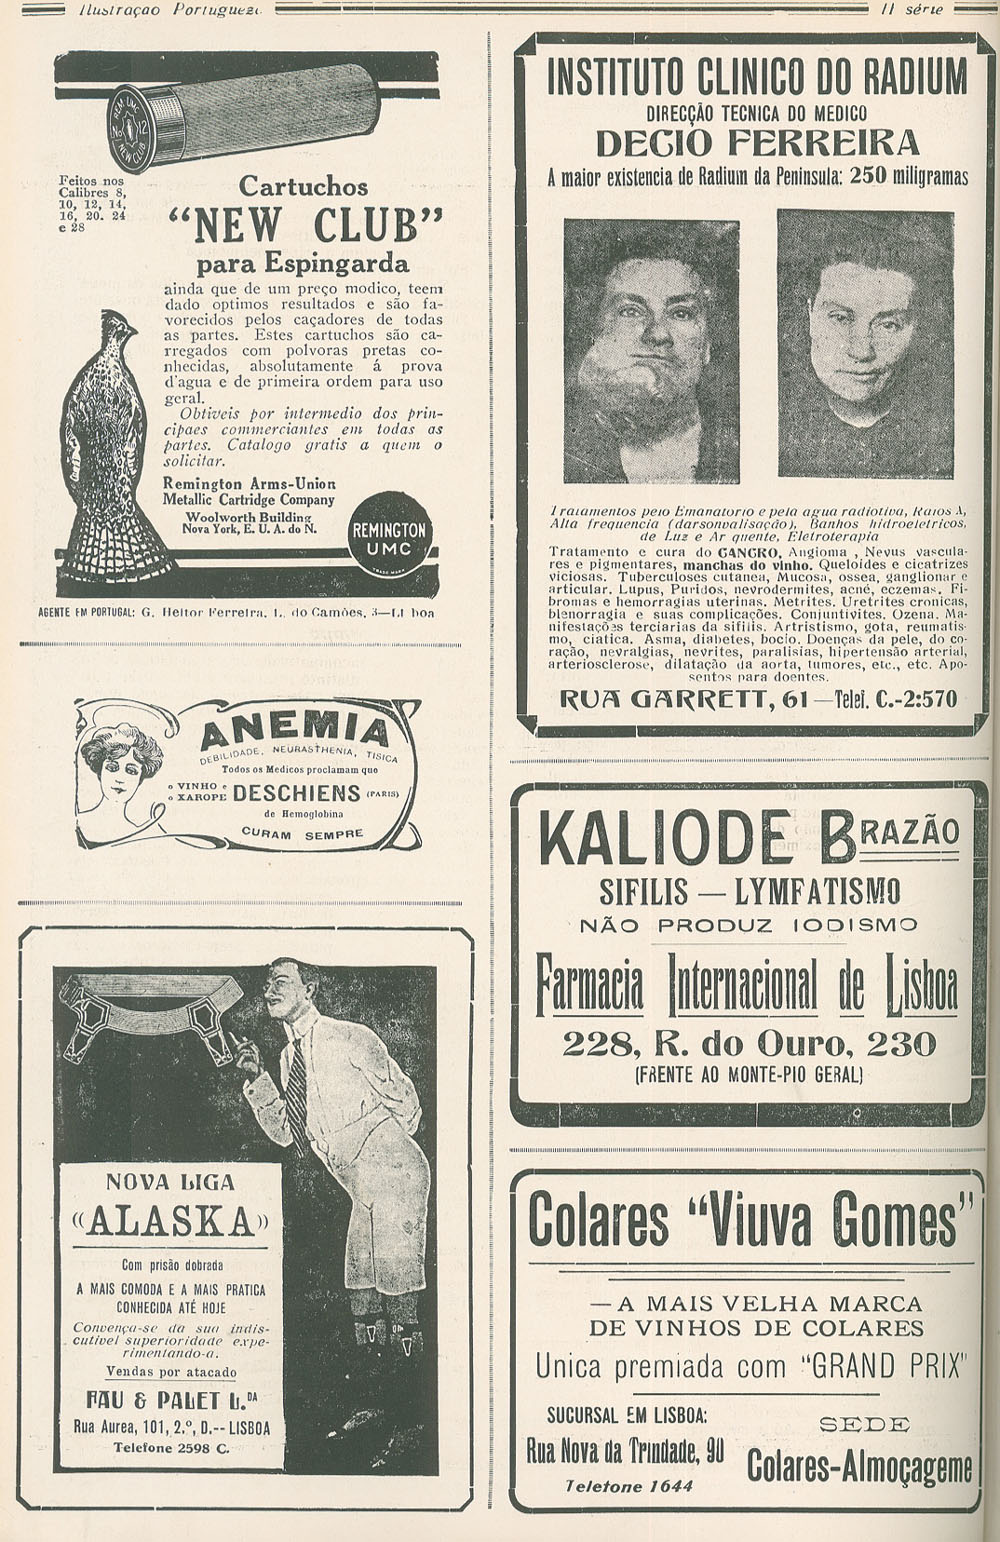 Ilustração Portugueza
II série
REM-UMC
No 12
NEW CLUB
Feitos nos
Calibres 8,
10, 12, 14,
16, 20. 24
e 28
Cartuchos
“NEW CLUB”
para Espingarda
ainda que de um preço modico, teem
dado optimos resultados e são fa-
vorecidos pelos caçadores de todas
as partes. Estes cartuchos são ca-
rregados com polvoras pretas co-
nhecidas, absolutamente á prova
d'agua e de primeira ordem para uso
geral.
Obtiveis por intermedio dos prin-
cipaes commerciantes em todas as
partes. Catalogo gratis a quem o
solicitar.
Remington Arms-Union
Metallic Cartridge Company
Woolworth Building
Nova York, E. U. A. do N.
REMINGTON
UMC
TRADE MARK
AGENTE EM PORTUGAL: G. Heitor Ferreira, L. do Camões, 3—Li boa
ANEMIA
DEBILIDADE, NEURASTHENIA, TISICA
Todos os Medicos proclamam que
o VINHO e
o XAROPE DESCHIENS (PARIS)
de Hemoglobina
CURAM SEMPRE
NOVA LIGA
«ALASKA»
Com prisão dobrada
A MAIS COMODA E A MAIS PRATICA
CONHECIDA ATÉ HOJE
Convença-se da sua indis-
cutivel superioridade expe-
rimentando-a.
Vendas por atacado
FAU & PALET L.DA
Rua Aurea, 101, 2.º, D.-- LISBOA
Telefone 2598 C.
INSTITUTO CLINICO DO RADIUM
DIRECÇÃO TECNICA DO MEDICO
DECIO FERREIRA
A maior existencia de Radium da Peninsula: 250 miligramas
Tratamentos pelo Emanatorio e pela agua radiotiva, Raios X,
Alta frequencia (darsonvalisação), Banhos hidroeletricos,
de Luz e Ar quente, Eletroterapia
Tratamento e cura do CANCRO, Angioma , Nevus vascula-
res e pigmentares, manchas do vinho. Queloides e cicatrizes
viciosas. Tuberculoses cutanea, Mucosa, ossea, ganglionar e
articular. Lupus, Puridos, nevrodermites, acné, eczemas. Fi-
bromas e hemorragias uterinas. Metrites. Uretrites cronicas,
blenorragia e suas complicações. Conjuntivites. Ozena. Ma-
nifestações terciarias da sifilis. Artristismo, gota, reumatis-
mo, ciatica. Asma, diabetes, bocio. Doenças da pele, do co-
ração, nevralgias, nevrites, paralisias, hipertensão arterial,
arteriosclerose, dilatação da aorta, tumores, etc., etc. Apo-
sentos para doentes.
RUA GARRETT, 61 — Telef. C.-2:570
KALIODE BRAZÃO
SIFILIS — LYMFATISMO
NÃO PRODUZ IODISMO
Farmacia Internacional de Lisboa
228, R. do Ouro, 230
(FRENTE AO MONTE-PIO GERAL)
Colares “Viuva Gomes”
— A MAIS VELHA MARCA
DE VINHOS DE COLARES
Unica premiada com “GRAND PRIX”
SUCURSAL EM LISBOA:
Rua Nova da Trindade, 90
Telefone 1644
SEDE
Colares-Almoçageme